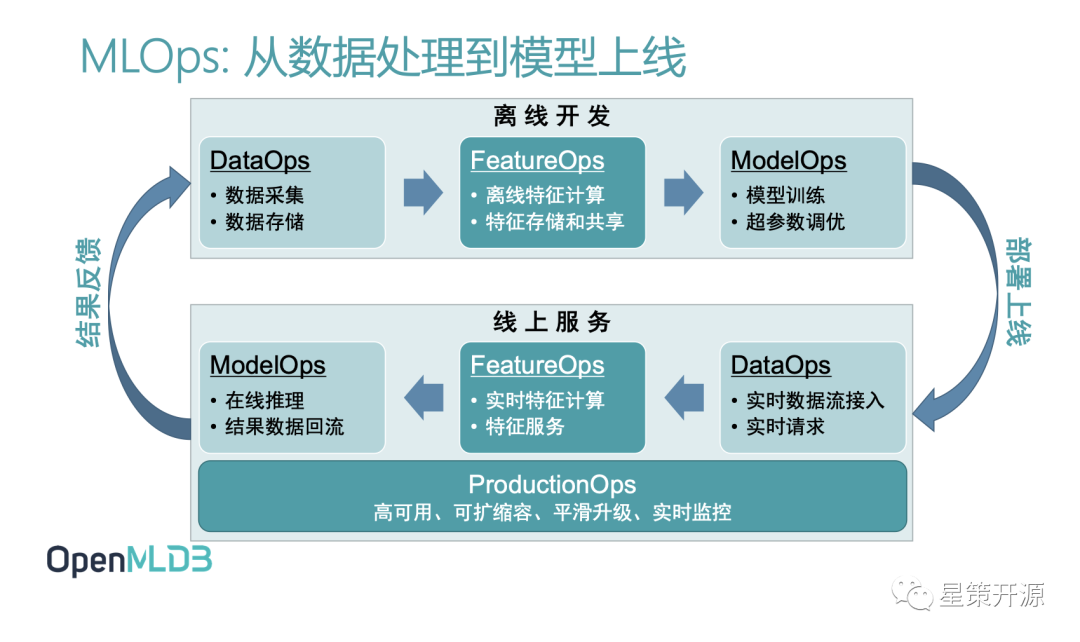 MLOps: 从数据处理到模型上线
离线开发
DataOps
• 数据采集
• 数据存储
FeatureOps
• 离线特征计算
• 特征存储和共享
ModelOps
• 模型训练
• 超参数调优
部署上线
结果反馈
线上服务
ModelOps
• 在线推理
• 结果数据回流
FeatureOps
• 实时特征计算
• 特征服务
DataOps
• 实时数据流接入
• 实时请求
ProductionOps
高可用、可扩缩容、平滑升级、实时监控
OpenMLDB
星策开源